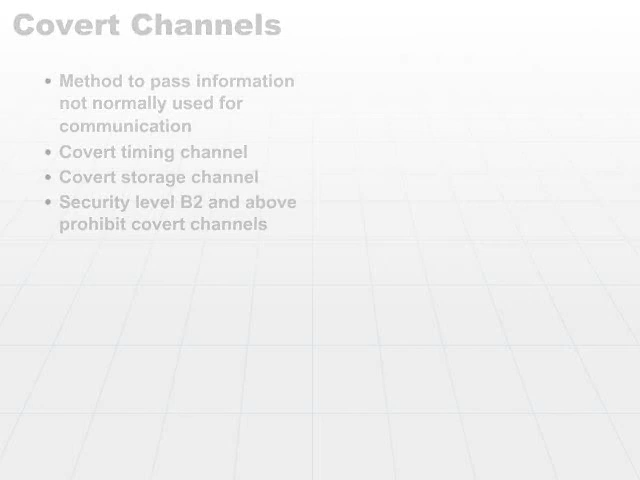 Covert Channels
• Method to pass information
not normally used for
communication
• Covert timing channel
• Covert storage channel
• Security level B2 and above
prohibit covert channels